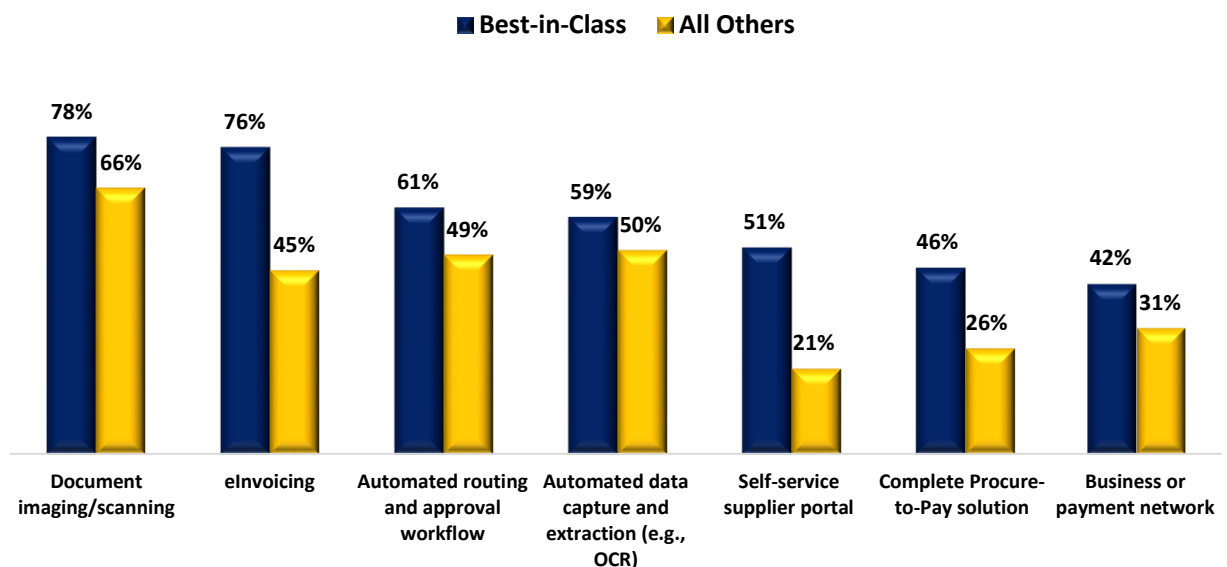 Best-in-Class All Others
78%
66%
76%
45%
61%
49%
59%
50%
51%
21%
46%
26%
42%
31%
Document
imaging/scanning
eInvoicing
Automated routing
and approval
workflow
Automated data
capture and
extraction (e.g.,
OCR)
Self-service
supplier portal
Complete Procure-
to-Pay solution
Business or
payment network